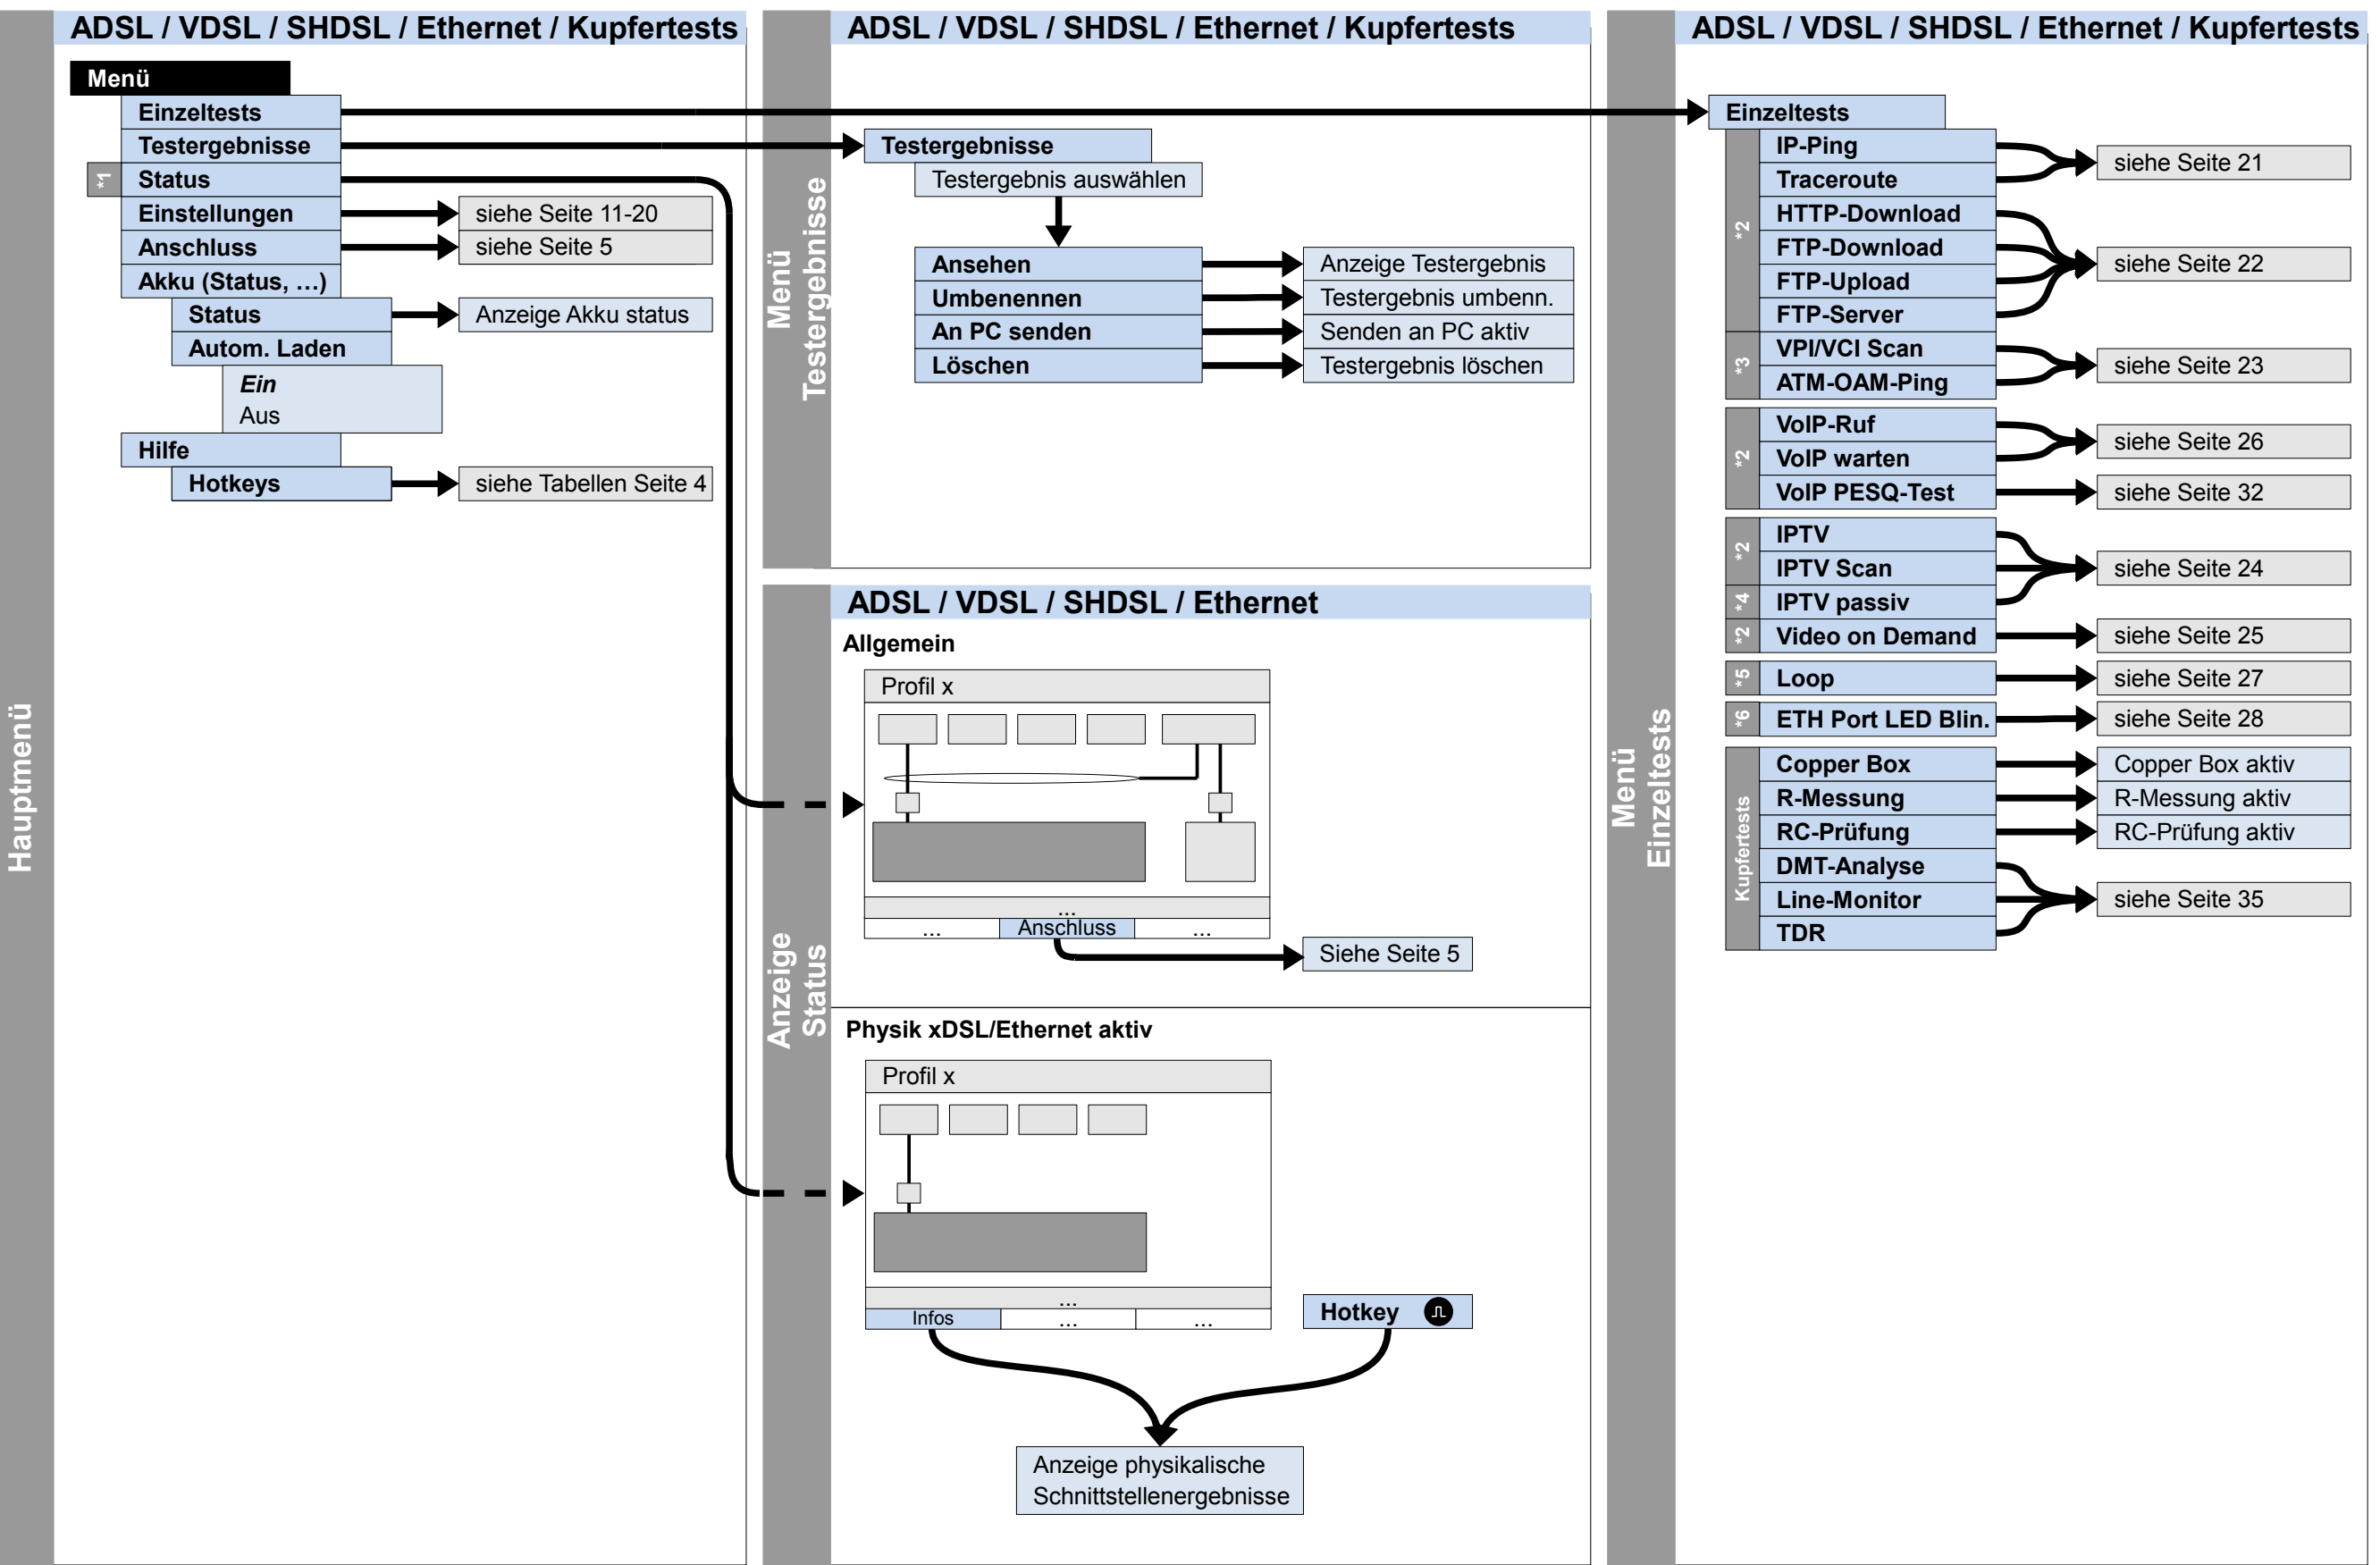 Hauptmenü
ADSL / VDSL / SHDSL / Ethernet / Kupfertests
Menü
Einzeltests
Testergebnisse
*1
Status
Einstellungen
siehe Seite 11-20
Anschluss
siehe Seite 5
Akku (Status, …)
Status
Anzeige Akku status
Autom. Laden
Ein
Aus
Hilfe
Hotkeys
siehe Tabellen Seite 4
Menü
Testergebnisse
ADSL / VDSL / SHDSL / Ethernet / Kupfertests
Testergebnisse
Testergebnis auswählen
Ansehen
Anzeige Testergebnis
Umbenennen
Testergebnis umbenn.
An PC senden
Senden an PC aktiv
Löschen
Testergebnis löschen
Anzeige
Status
ADSL / VDSL / SHDSL / Ethernet
Allgemein
Profil x
...
...
Anschluss
...
Siehe Seite 5
Physik xDSL/Ethernet aktiv
Profil x
...
Infos
...
...
Hotkey
Anzeige physikalische
Schnittstellenergebnisse
Menü
Einzeltests
ADSL / VDSL / SHDSL / Ethernet / Kupfertests
Einzeltests
*2
IP-Ping
Traceroute
siehe Seite 21
HTTP-Download
FTP-Download
FTP-Upload
FTP-Server
siehe Seite 22
*3
VPI/VCI Scan
ATM-OAM-Ping
siehe Seite 23
*2
VoIP-Ruf
VoIP warten
siehe Seite 26
VoIP PESQ-Test
siehe Seite 32
*2
IPTV
IPTV Scan
siehe Seite 24
*4
IPTV passiv
*2
Video on Demand
siehe Seite 25
*5
Loop
siehe Seite 27
*6
ETH Port LED Blin.
siehe Seite 28
Kupfertests
Copper Box
Copper Box aktiv
R-Messung
R-Messung aktiv
RC-Prüfung
RC-Prüfung aktiv
DMT-Analyse
Line-Monitor
siehe Seite 35
TDR